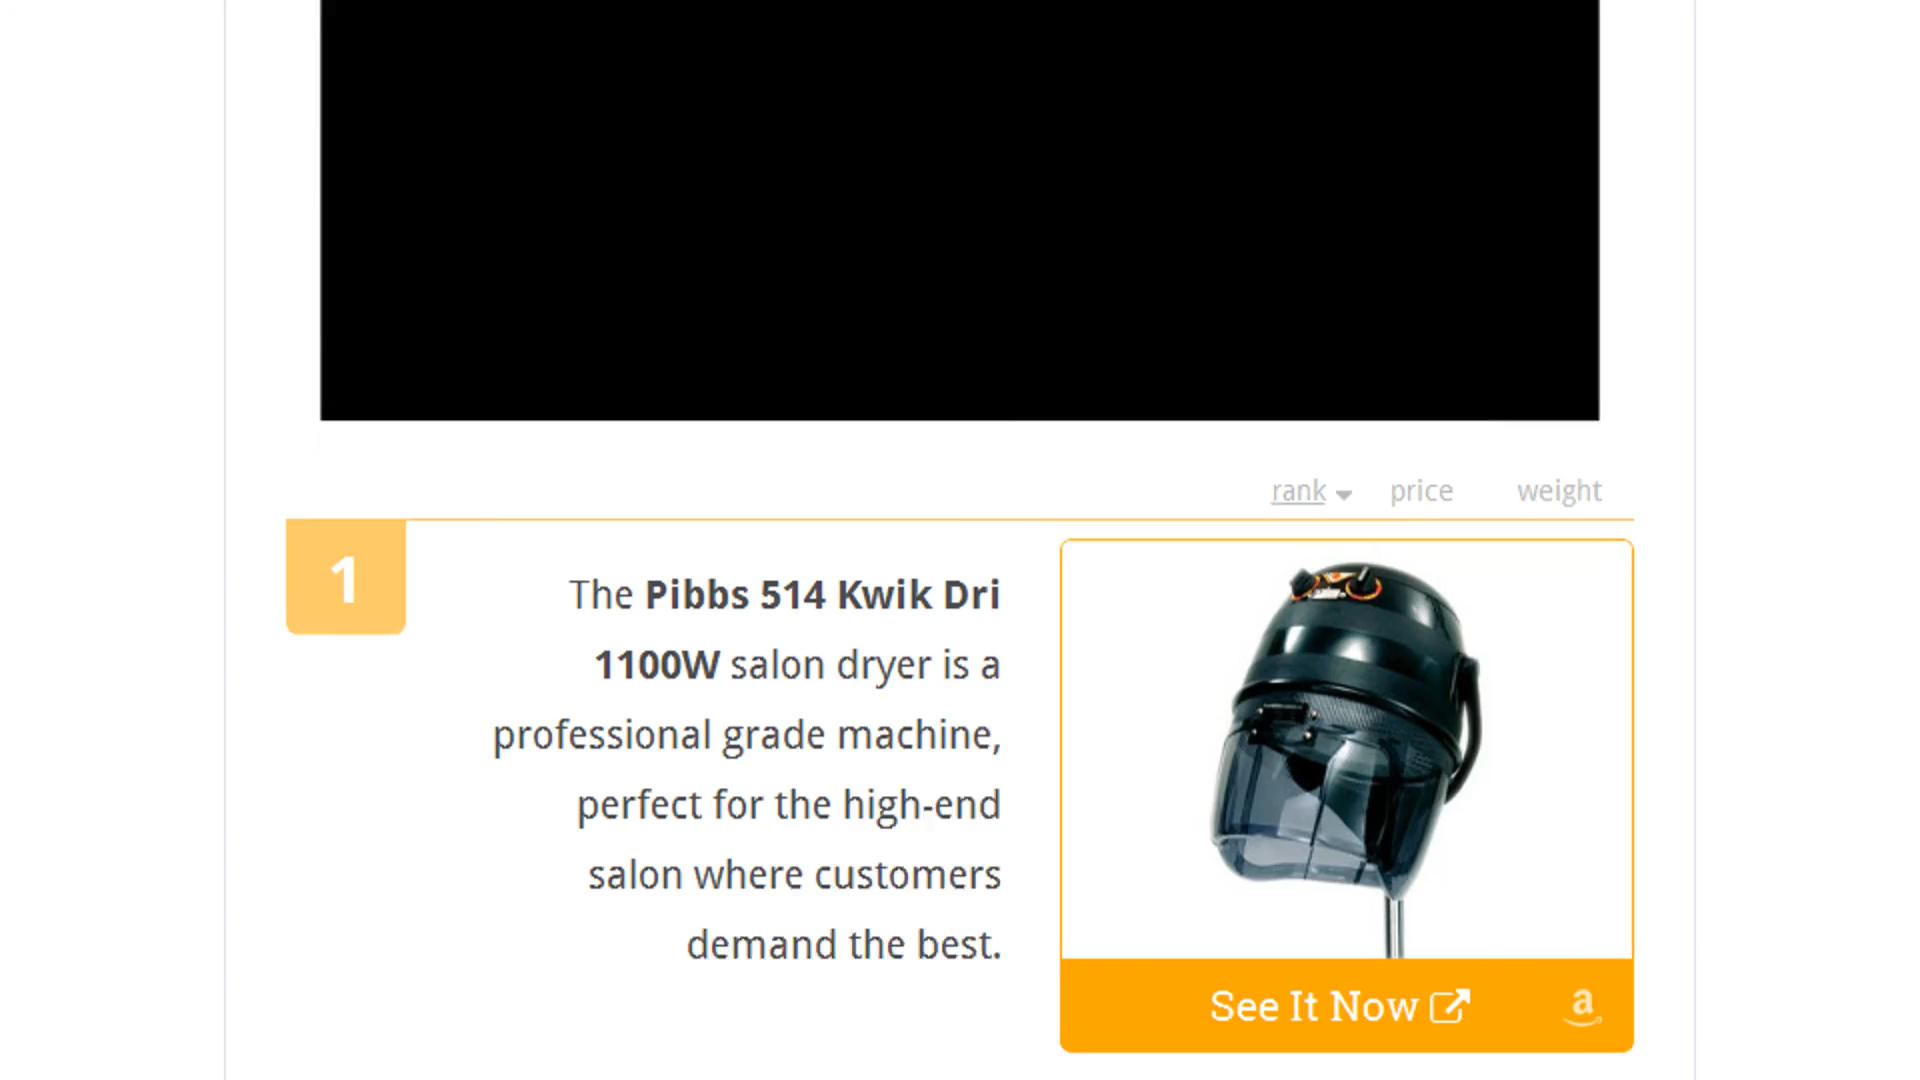 rank price weight
1
The Pibbs 514 Kwik Dri
1100W salon dryer is a
professional grade machine,
perfect for the high-end
salon where customers
demand the best.
See It Now
a